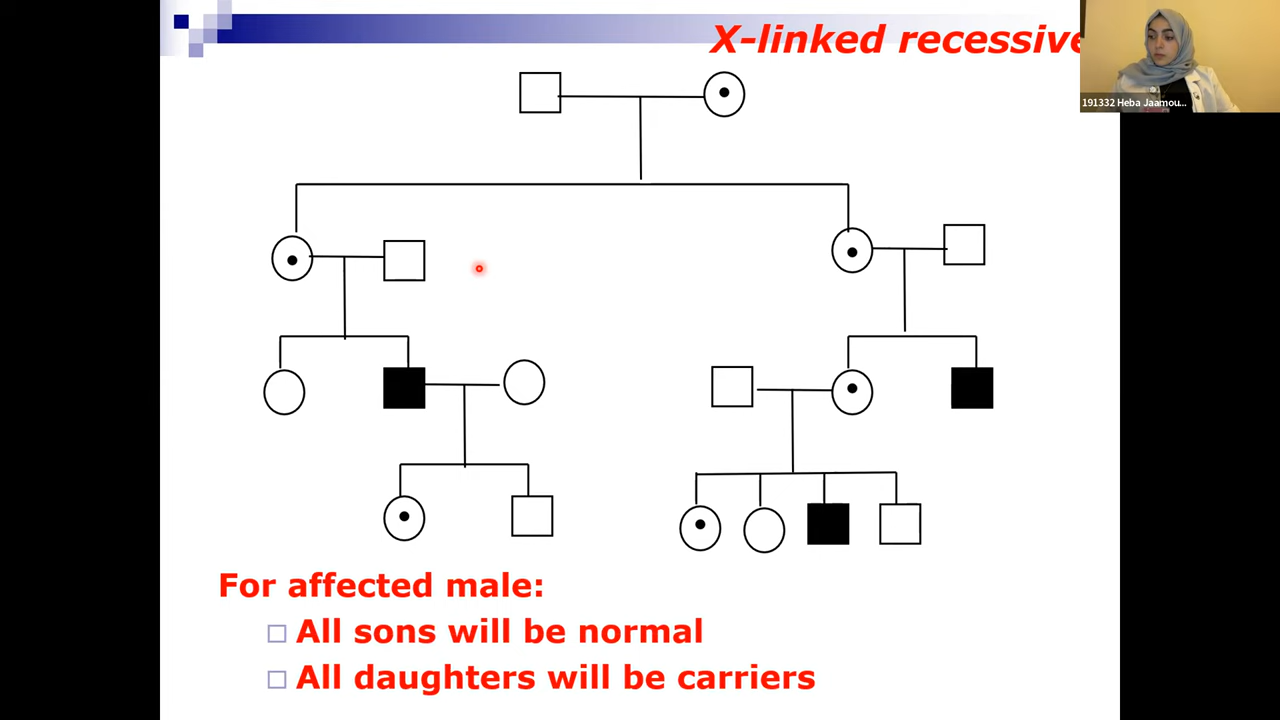 X-linked recessive
191332 Heba Jaamou...
For affected male:
All sons will be normal
All daughters will be carriers